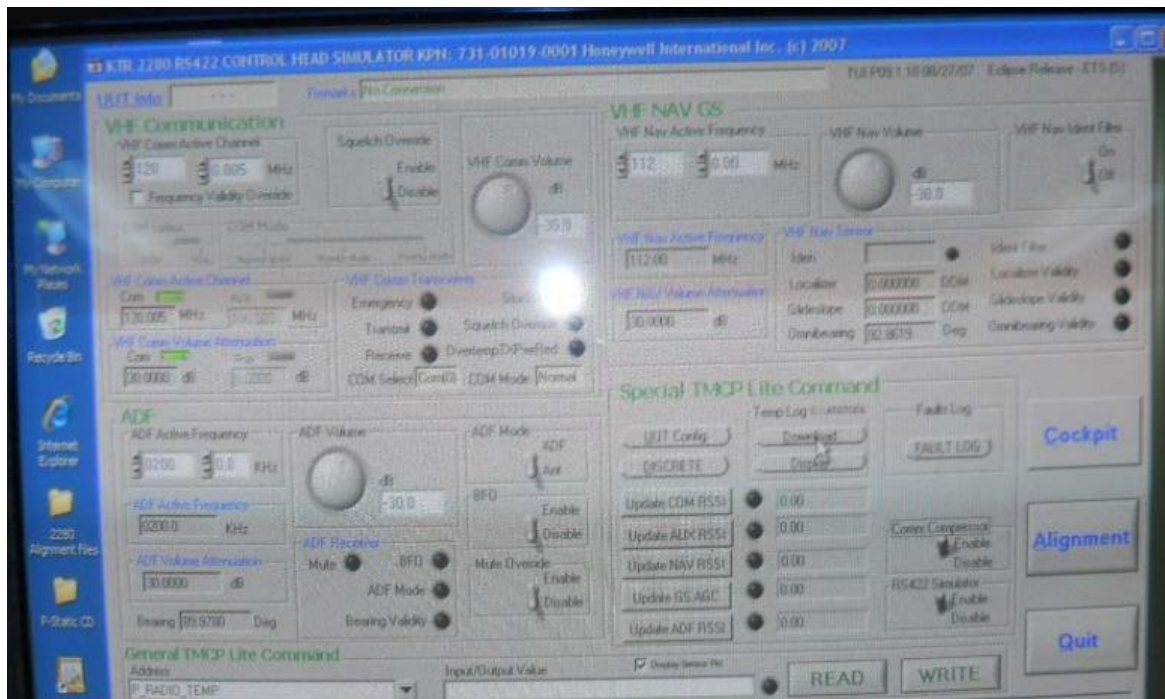 KTR 2280 RS422 CONTROL HEAD SIMULATOR KPN: 731-01019-0001 Honeywell International Inc. (c) 2007
My Documents
My Computer
My Network Places
Recycle Bin
Internet Explorer
2280 Alignment Files
P-Static CD
UUT Info
Remarks No Connection
Eclipse Release - ETS (5)
VHF Communication
VHF Comm Active Channel
120
0.005 MHz
Frequency Validity Override
Squelch Override
Enable
Disable
VHF Comm Volume
dB
-30.0
COM Mode
VHF Comm Active Channel
Com
120.005 MHz
MHz
VHF Comm Volume Attenuation
Com
30.0000 dB
dB
VHF Comm Transceivers
Emergency
Transmit
Receive
Squelch Override
OvertempTXPwrRed
COM Select
COM Mode Normal
VHF NAV GS
VHF Nav Active Frequency
112
0.00 MHz
VHF Nav Volume
dB
-30.0
VHF Nav Ident Filter
On
Off
VHF Nav Active Frequency
112.00 MHz
VHF NAV Volume Attenuation
30.0000 dB
VHF Nav Sensor
Iden
Localizer 0.000000 DDM
Glideslope 0.000000 DDM
Omnibearing 82.8619 Deg
Ident Filter
Localizer Validity
Glideslope Validity
Omnibearing Validity
ADF
ADF Active Frequency
0200
0.0 KHz
ADF Active Frequency
0200.0 KHz
ADF Volume Attenuation
30.0000 dB
Bearing 89.9780 Deg
ADF Volume
dB
-30.0
ADF Receiver
Mute
BFO
ADF Mode
Bearing Validity
ADF Mode
ADF
Ant
BFO
Enable
Disable
Mute Override
Enable
Disable
Special TMCP Lite Command
UUT Config
DISCRETE
Temp Log
Download
Display
Faults Log
FAULT LOG
Update COM RSSI 0.00
Update AUX RSSI 0.00
Update NAV RSSI 0.00
Update GS AGC 0.00
Update ADF RSSI 0.00
Comm Compressor
Enable
Disable
RS422 Simulator
Enable
Disable
Cockpit
Alignment
Quit
General TMCP Lite Command
Address
P_RADIO_TEMP
Input/Output Value
READ
WRITE